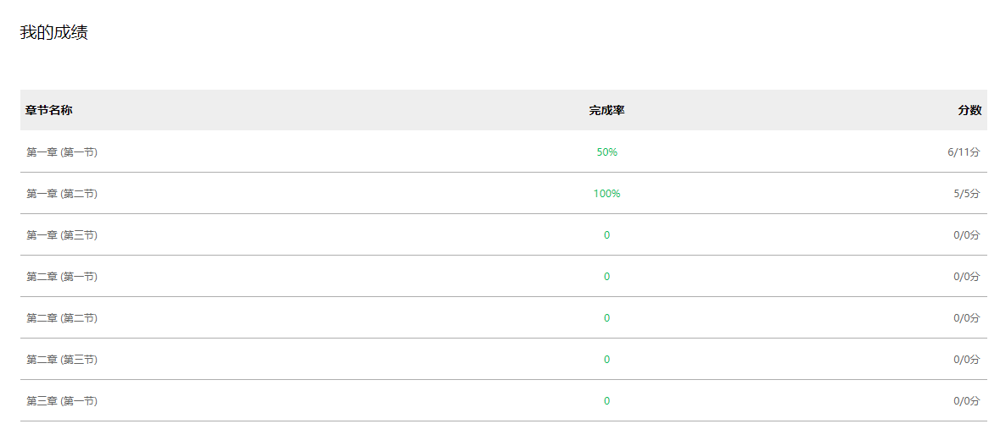 我的成绩
章节名称 完成率 分数
第一章 (第一节) 50% 6/11分
第一章 (第二节) 100% 5/5分
第一章 (第三节) 0 0/0分
第二章 (第一节) 0 0/0分
第二章 (第二节) 0 0/0分
第二章 (第三节) 0 0/0分
第三章 (第一节) 0 0/0分